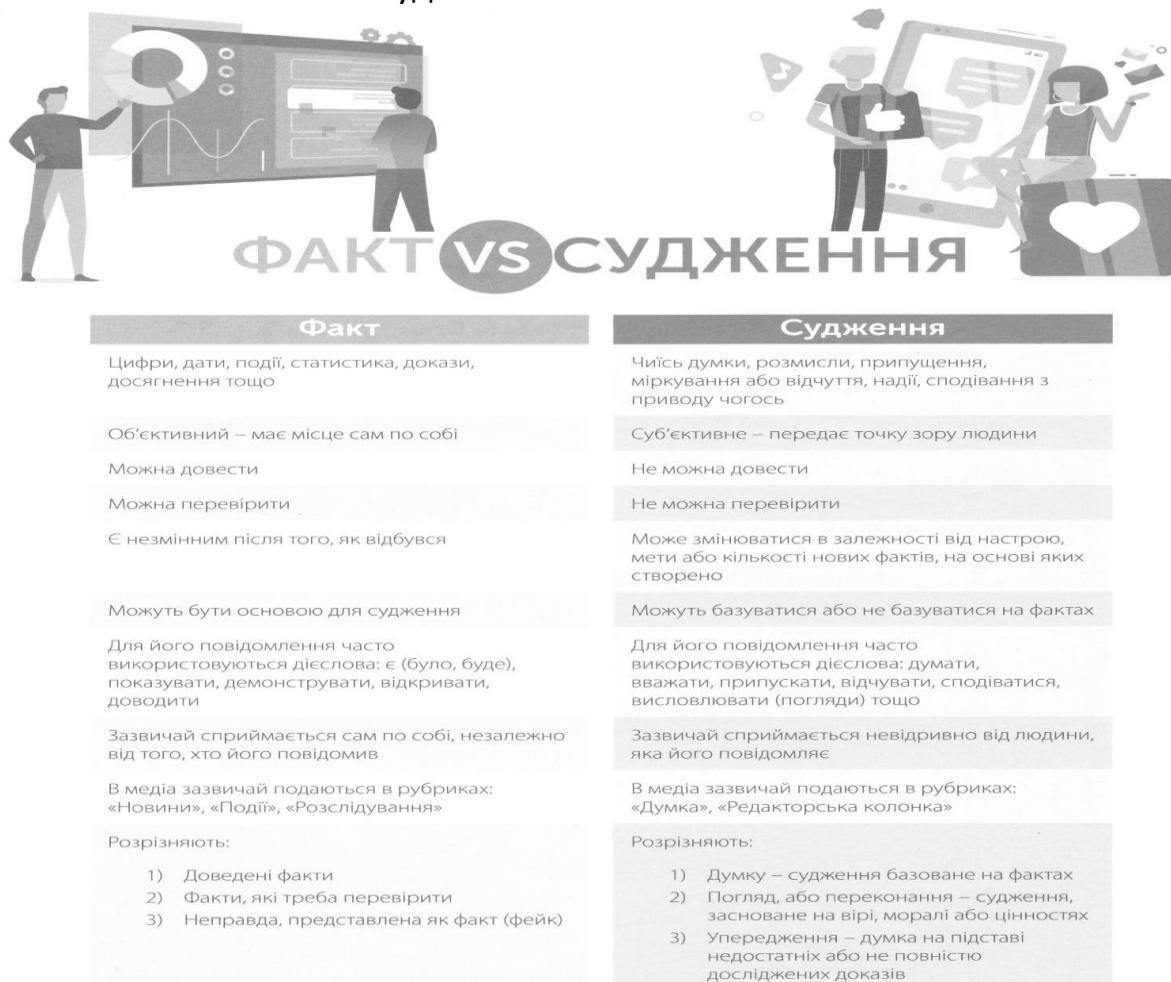 ФАКТ VS СУДЖЕННЯ
Факт
Цифри, дати, події, статистика, докази,
досягнення тощо
Об'єктивний – має місце сам по собі
Можна довести
Можна перевірити
Є незмінним після того, як відбувся
Можуть бути основою для судження
Для його повідомлення часто
використовуються дієслова: є (було, буде),
показувати, демонструвати, відкривати,
доводити
Зазвичай сприймається сам по собі, незалежно
від того, хто його повідомив
В медіа зазвичай подаються в рубриках:
«Новини», «Події», «Розслідування»
Розрізняють:
1) Доведені факти
2) Факти, які треба перевірити
3) Неправда, представлена як факт (фейк)
Судження
Чиїсь думки, розмисли, припущення,
міркування або відчуття, надії, сподівання з
приводу чогось
Суб'єктивне – передає точку зору людини
Не можна довести
Не можна перевірити
Може змінюватися в залежності від настрою,
мети або кількості нових фактів, на основі яких
створено
Можуть базуватися або не базуватися на фактах
Для його повідомлення часто
використовуються дієслова: думати,
вважати, припускати, відчувати, сподіватися,
висловлювати (погляди) тощо
Зазвичай сприймається невідривно від людини,
яка його повідомляє
В медіа зазвичай подаються в рубриках:
«Думка», «Редакторська колонка»
Розрізняють:
1) Думку – судження базоване на фактах
2) Погляд, або переконання – судження,
засноване на вірі, моралі або цінностях
3) Упередження – думка на підставі
недостатніх або не повністю
досліджених доказів